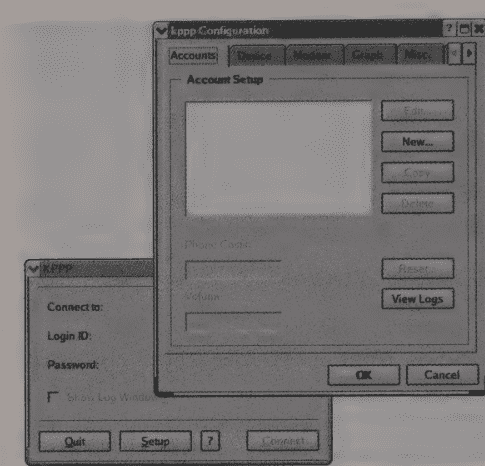 kppp Configuration
Accounts Device Modem Graph Misc.
Account Setup
Edit...
New...
Copy
Delete
Phone Costs:
Reset...
Volume:
View Logs
OK Cancel
KPPP
Connect to:
Login ID:
Password:
Show Log Window
Quit Setup ? Connect